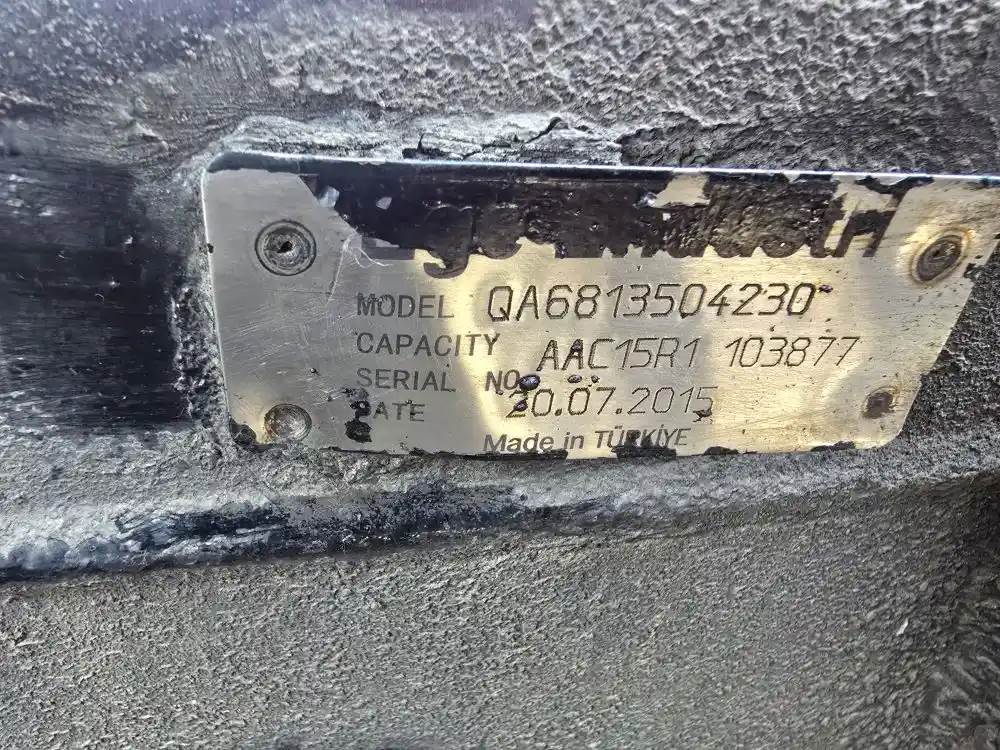 MODEL QA6813504230
CAPACITY AAC15R1 103877
SERIAL NO
DATE 20.07.2015
Made in TÜRKİYE